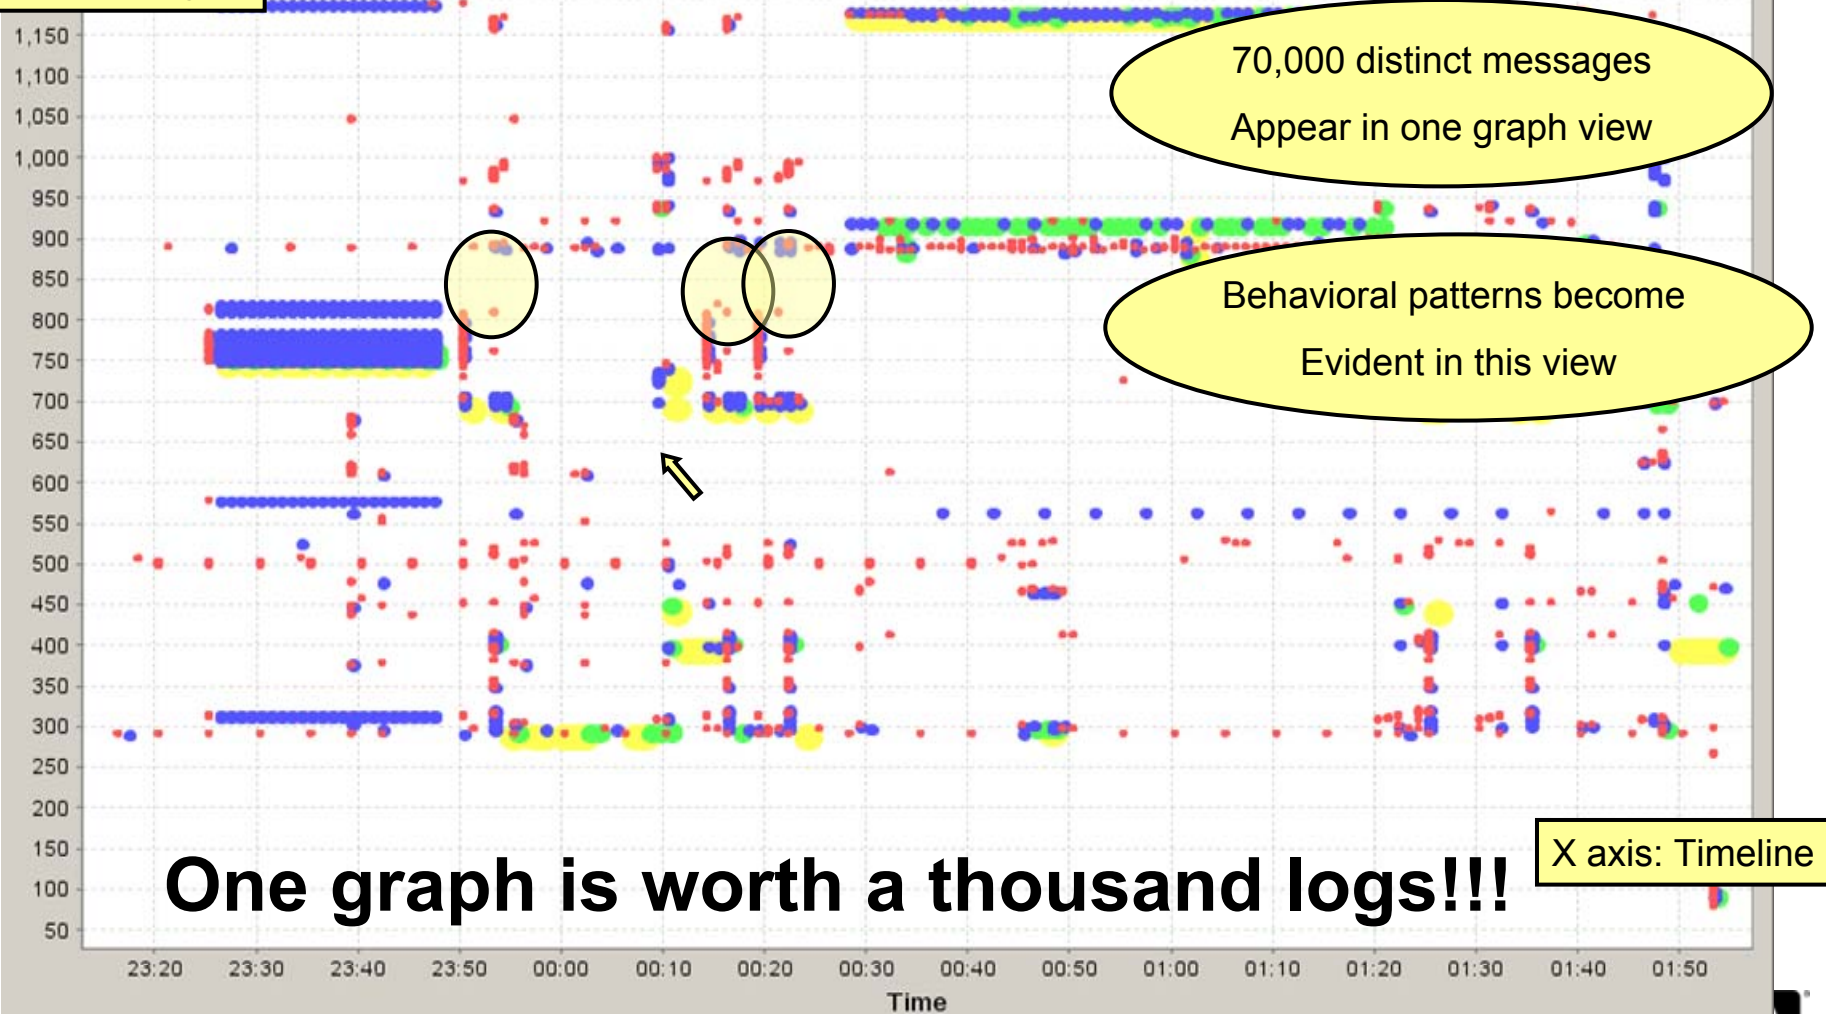 1,150
1,100
1,050
1,000
950
900
850
800
750
700
650
600
550
500
450
400
350
300
250
200
150
100
50
70,000 distinct messages
Appear in one graph view
Behavioral patterns become
Evident in this view
X axis: Timeline
One graph is worth a thousand logs!!!
23:20 23:30 23:40 23:50 00:00 00:10 00:20 00:30 00:40 00:50 01:00 01:10 01:20 01:30 01:40 01:50
Time